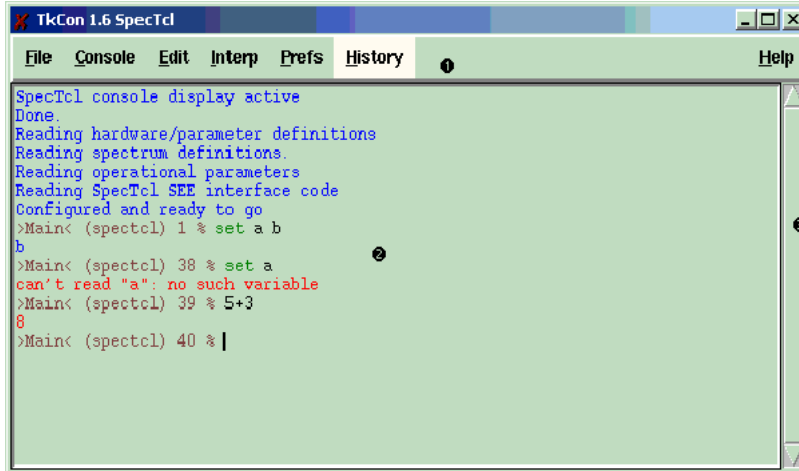 TkCon 1.6 SpecTcl
File Console Edit Interp Prefs History ❶ Help
SpecTcl console display active
Done.
Reading hardware/parameter definitions
Reading spectrum definitions.
Reading operational parameters
Reading SpecTcl SEE interface code
Configured and ready to go
>Main< (spectcl) 1 % set a b
b
❷
>Main< (spectcl) 38 % set a
can't read "a": no such variable
>Main< (spectcl) 39 % 5+3
8
>Main< (spectcl) 40 %